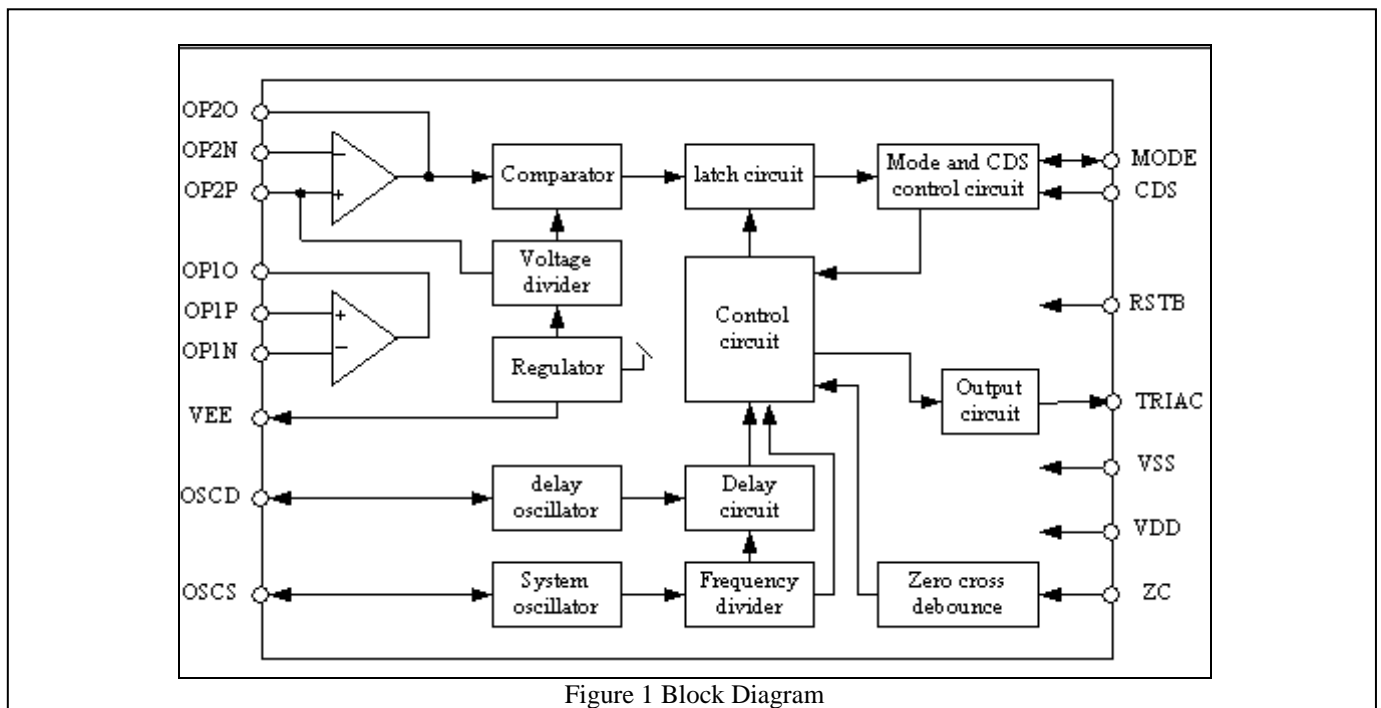 OP2O
OP2N
OP2P
OP1O
OP1P
OP1N
VEE
OSCD
OSCS
−
+
+
−
Comparator
latch circuit
Mode and CDS
control circuit
Voltage
divider
Regulator
Control
circuit
Output
circuit
delay
oscillator
Delay
circuit
System
oscillator
Frequency
divider
Zero cross
debounce
MODE
CDS
RSTB
TRIAC
VSS
VDD
ZC
Figure 1 Block Diagram